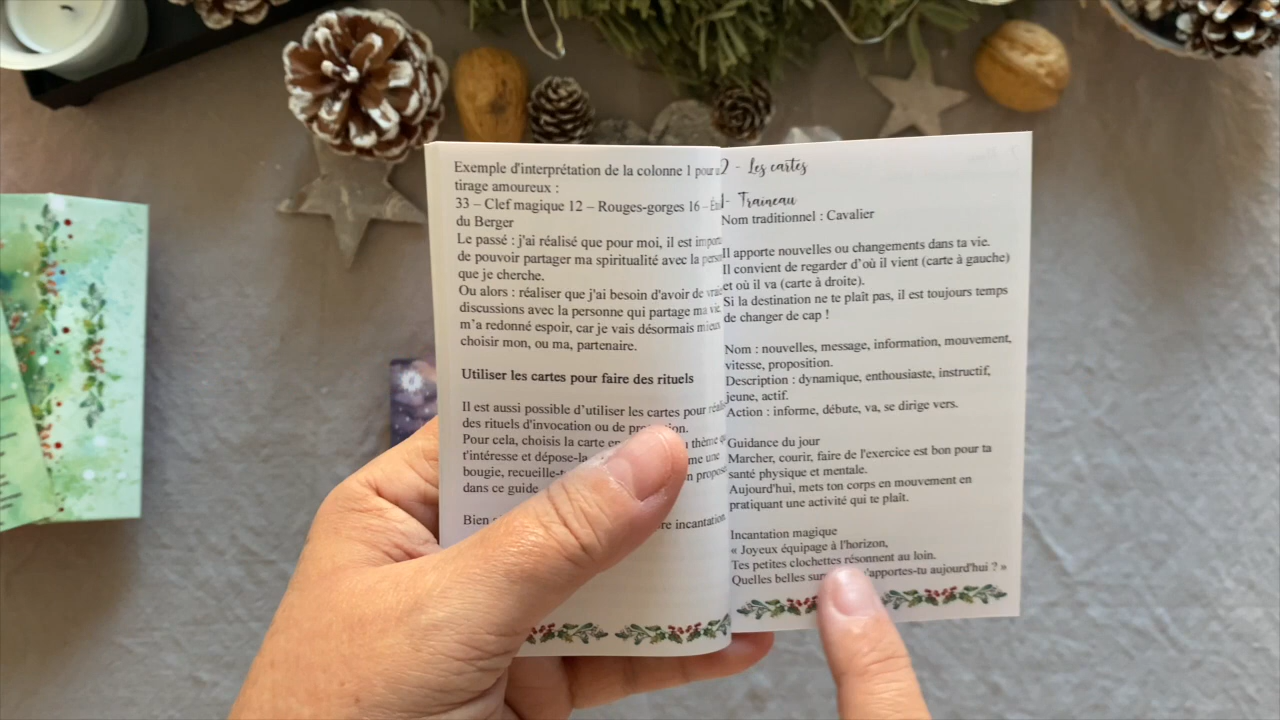 Exemple d'interprétation de la colonne 1 pour
tirage amoureux :
33 – Clef magique 12 – Rouges-gorges 16 –
du Berger
Le passé : j'ai réalisé que pour moi, il est
de pouvoir partager ma spiritualité avec la
que je cherche.
Ou alors : réaliser que j'ai besoin d'avoir de
discussions avec la personne qui partage ma vie
m'a redonné espoir, car je vais désormais mieux
choisir mon, ou ma, partenaire.
Utiliser les cartes pour faire des rituels
Il est aussi possible d'utiliser les cartes pour
des rituels d'invocation ou de
Pour cela, choisis la carte thème
t'intéresse et dépose-la une
bougie, recueille-
dans ce guide
Bien incantation
2 - Les cartes
1- Traineau
Nom traditionnel : Cavalier
Il apporte nouvelles ou changements dans ta vie.
Il convient de regarder d'où il vient (carte à gauche)
et où il va (carte à droite).
Si la destination ne te plaît pas, il est toujours temps
de changer de cap !
Nom : nouvelles, message, information, mouvement,
vitesse, proposition.
Description : dynamique, enthousiaste, instructif,
jeune, actif.
Action : informe, débute, va, se dirige vers.
Guidance du jour
Marcher, courir, faire de l'exercice est bon pour ta
santé physique et mentale.
Aujourd'hui, mets ton corps en mouvement en
pratiquant une activité qui te plaît.
Incantation magique
« Joyeux équipage à l'horizon,
Tes petites clochettes résonnent au loin.
Quelles belles t'apportes-tu aujourd'hui ? »